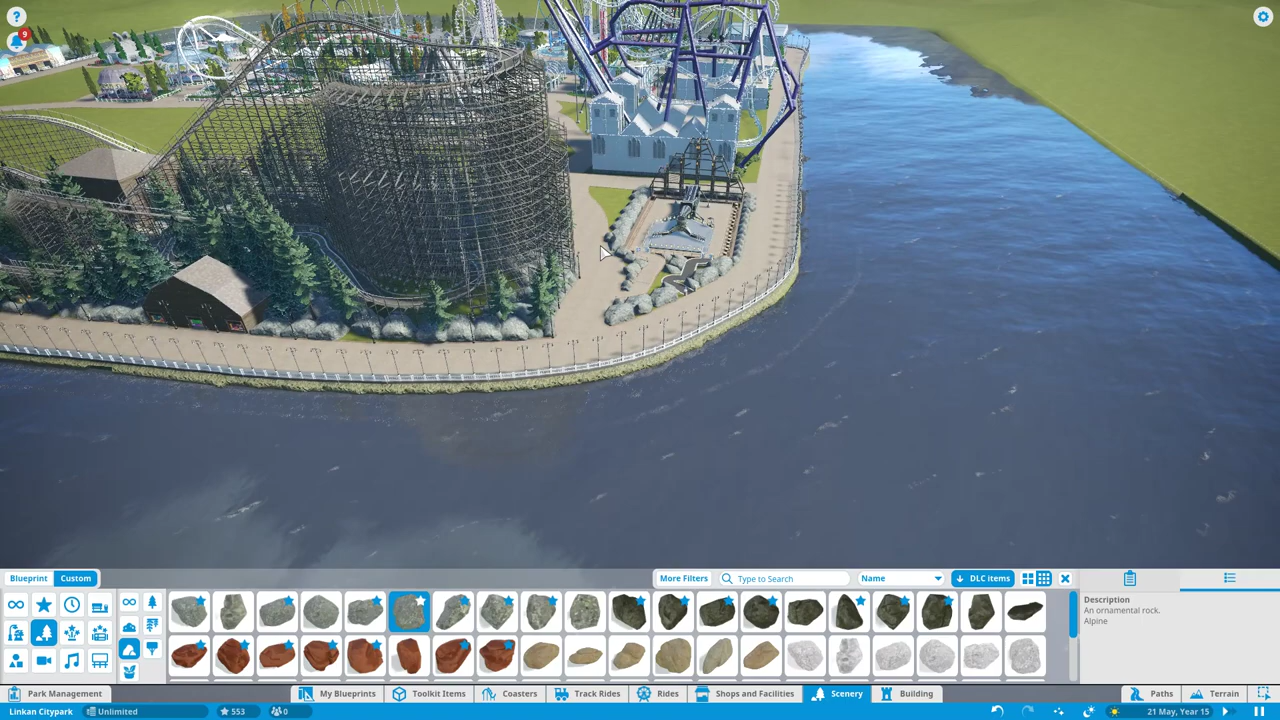 ?
9
Blueprint
Custom
More Filters
Type to Search
Name
DLC items
Description
An ornamental rock.
Alpine
Park Management
My Blueprints
Toolkit Items
Coasters
Track Rides
Rides
Shops and Facilities
Scenery
Building
Paths
Terrain
Linkan Citypark
Unlimited
553
0
21 May, Year 15